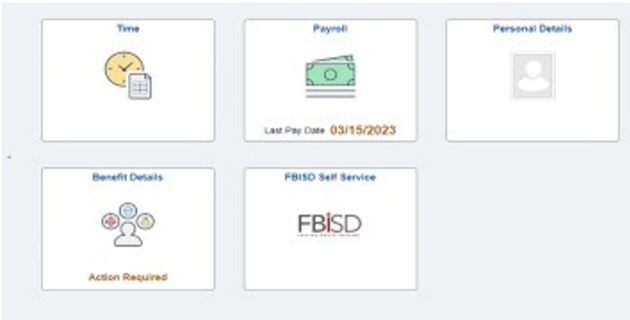 Time
Payroll
Personal Details
Last Pay Date 03/15/2023
Benefit Details
FBISD Self Service
FBiSD
Action Required